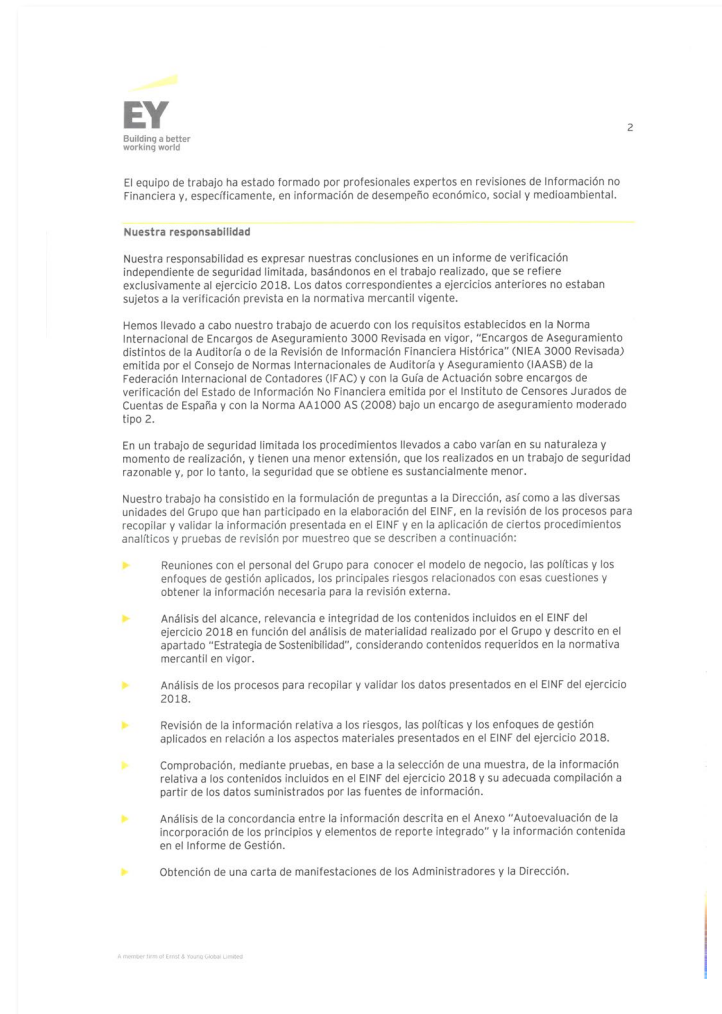 EY
Building a better
working world
2
El equipo de trabajo ha estado formado por profesionales expertos en revisiones de Información no
Financiera y, específicamente, en información de desempeño económico, social y medioambiental.
Nuestra responsabilidad
Nuestra responsabilidad es expresar nuestras conclusiones en un informe de verificación
independiente de seguridad limitada, basándonos en el trabajo realizado, que se refiere
exclusivamente al ejercicio 2018. Los datos correspondientes a ejercicios anteriores no estaban
sujetos a la verificación prevista en la normativa mercantil vigente.
Hemos llevado a cabo nuestro trabajo de acuerdo con los requisitos establecidos en la Norma
Internacional de Encargos de Aseguramiento 3000 Revisada en vigor, "Encargos de Aseguramiento
distintos de la Auditoría o de la Revisión de Información Financiera Histórica" (NIEA 3000 Revisada)
emitida por el Consejo de Normas Internacionales de Auditoría y Aseguramiento (IAASB) de la
Federación Internacional de Contadores (IFAC) y con la Guía de Actuación sobre encargos de
verificación del Estado de Información No Financiera emitida por el Instituto de Censores Jurados de
Cuentas de España y con la Norma AA1000 AS (2008) bajo un encargo de aseguramiento moderado
tipo 2.
En un trabajo de seguridad limitada los procedimientos llevados a cabo varían en su naturaleza y
momento de realización, y tienen una menor extensión, que los realizados en un trabajo de seguridad
razonable y, por lo tanto, la seguridad que se obtiene es sustancialmente menor.
Nuestro trabajo ha consistido en la formulación de preguntas a la Dirección, así como a las diversas
unidades del Grupo que han participado en la elaboración del EINF, en la revisión de los procesos para
recopilar y validar la información presentada en el EINF y en la aplicación de ciertos procedimientos
analíticos y pruebas de revisión por muestreo que se describen a continuación:
Reuniones con el personal del Grupo para conocer el modelo de negocio, las políticas y los
enfoques de gestión aplicados, los principales riesgos relacionados con esas cuestiones y
obtener la información necesaria para la revisión externa.
Análisis del alcance, relevancia e integridad de los contenidos incluidos en el EINF del
ejercicio 2018 en función del análisis de materialidad realizado por el Grupo y descrito en el
apartado "Estrategia de Sostenibilidad", considerando contenidos requeridos en la normativa
mercantil en vigor.
Análisis de los procesos para recopilar y validar los datos presentados en el EINF del ejercicio
2018.
Revisión de la información relativa a los riesgos, las políticas y los enfoques de gestión
aplicados en relación a los aspectos materiales presentados en el EINF del ejercicio 2018.
Comprobación, mediante pruebas, en base a la selección de una muestra, de la información
relativa a los contenidos incluidos en el EINF del ejercicio 2018 y su adecuada compilación a
partir de los datos suministrados por las fuentes de información.
Análisis de la concordancia entre la información descrita en el Anexo "Autoevaluación de la
incorporación de los principios y elementos de reporte integrado" y la información contenida
en el Informe de Gestión.
Obtención de una carta de manifestaciones de los Administradores y la Dirección.
A member firm of Ernst & Young Global Limited